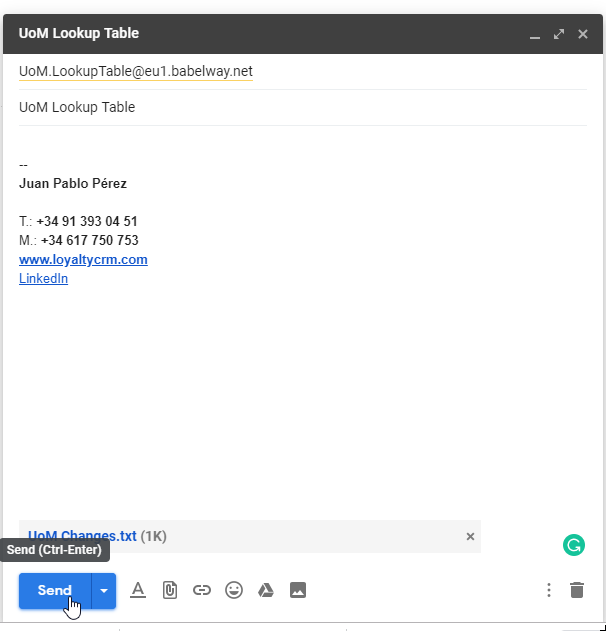 UoM Lookup Table
UoM.LookupTable@eu1.babelway.net
UoM Lookup Table
--
Juan Pablo Pérez
T.: +34 91 393 04 51
M.: +34 617 750 753
www.loyaltycrm.com
LinkedIn
UoM Changes.txt (1K)
Send (Ctrl-Enter)
Send